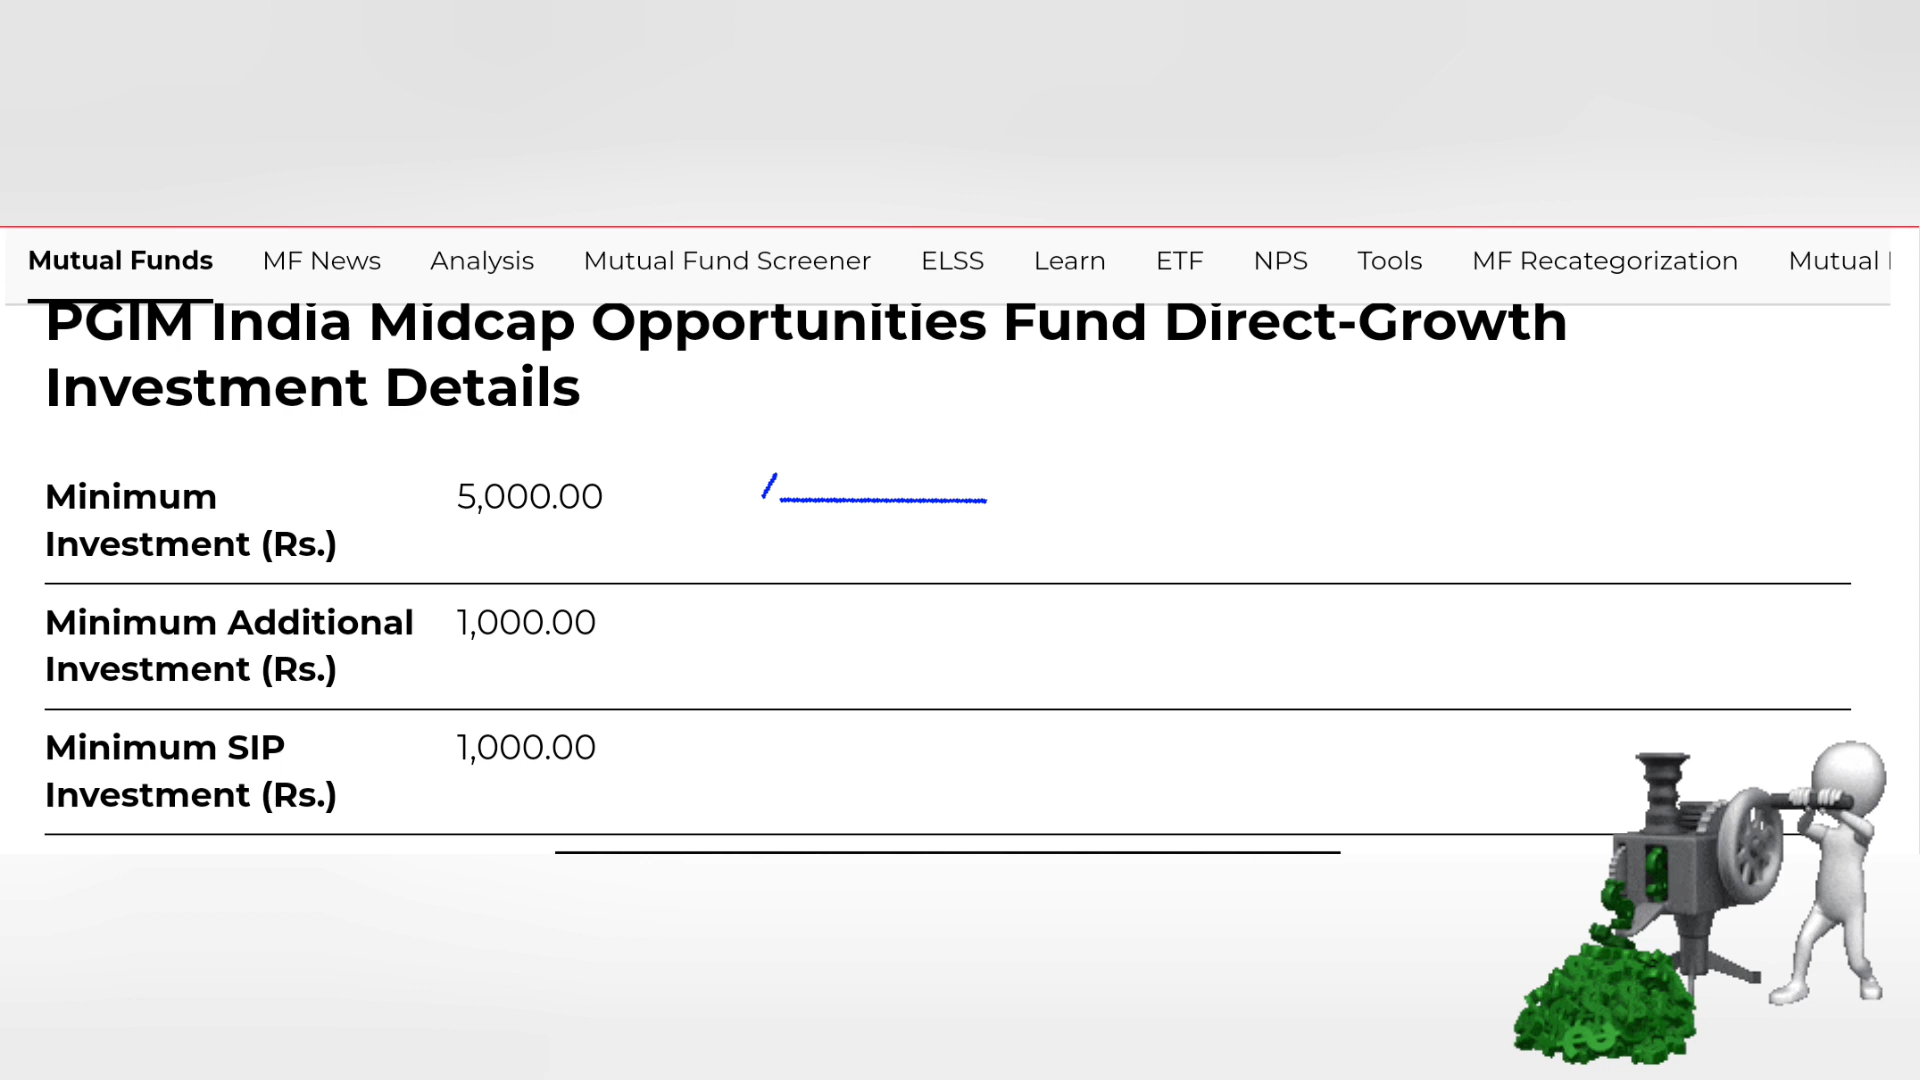 Mutual Funds MF News Analysis Mutual Fund Screener ELSS Learn ETF NPS Tools MF Recategorization Mutual
PGIM India Midcap Opportunities Fund Direct-Growth
Investment Details
Minimum 5,000.00
Investment (Rs.)
Minimum Additional 1,000.00
Investment (Rs.)
Minimum SIP 1,000.00
Investment (Rs.)